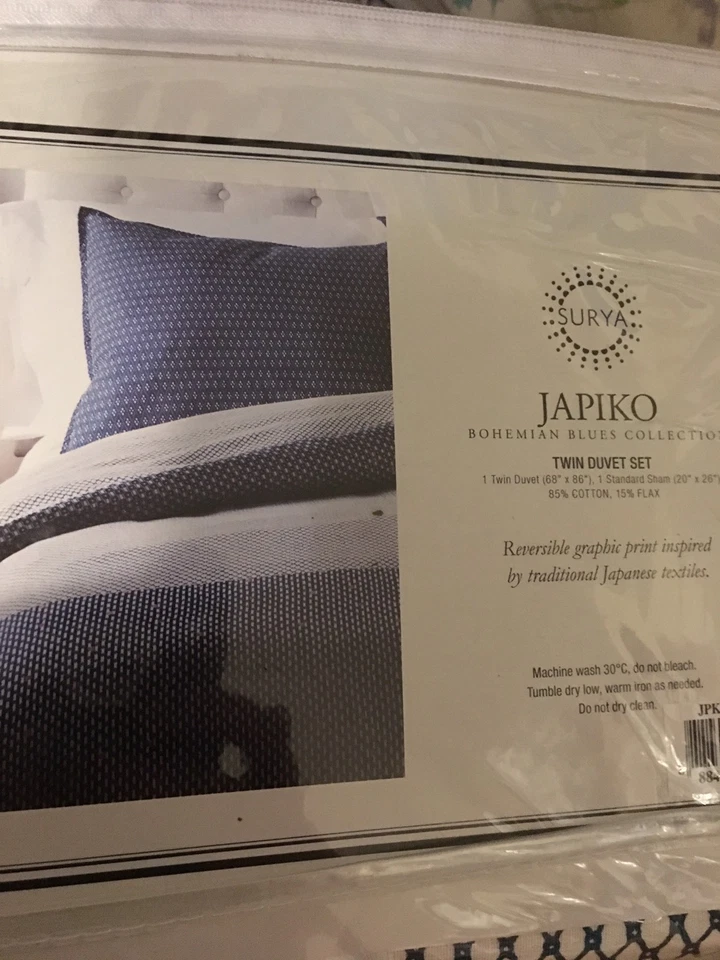 SURYA
JAPIKO
BOHEMIAN BLUES COLLECTIO
TWIN DUVET SET
1 Twin Duvet (68" x 86"), 1 Standard Sham (20" x 26")
85% COTTON, 15% FLAX
Reversible graphic print inspired
by traditional Japanese textiles.
Machine wash 30°C, do not bleach.
Tumble dry low, warm iron as needed.
Do not dry clean.
JPK
884